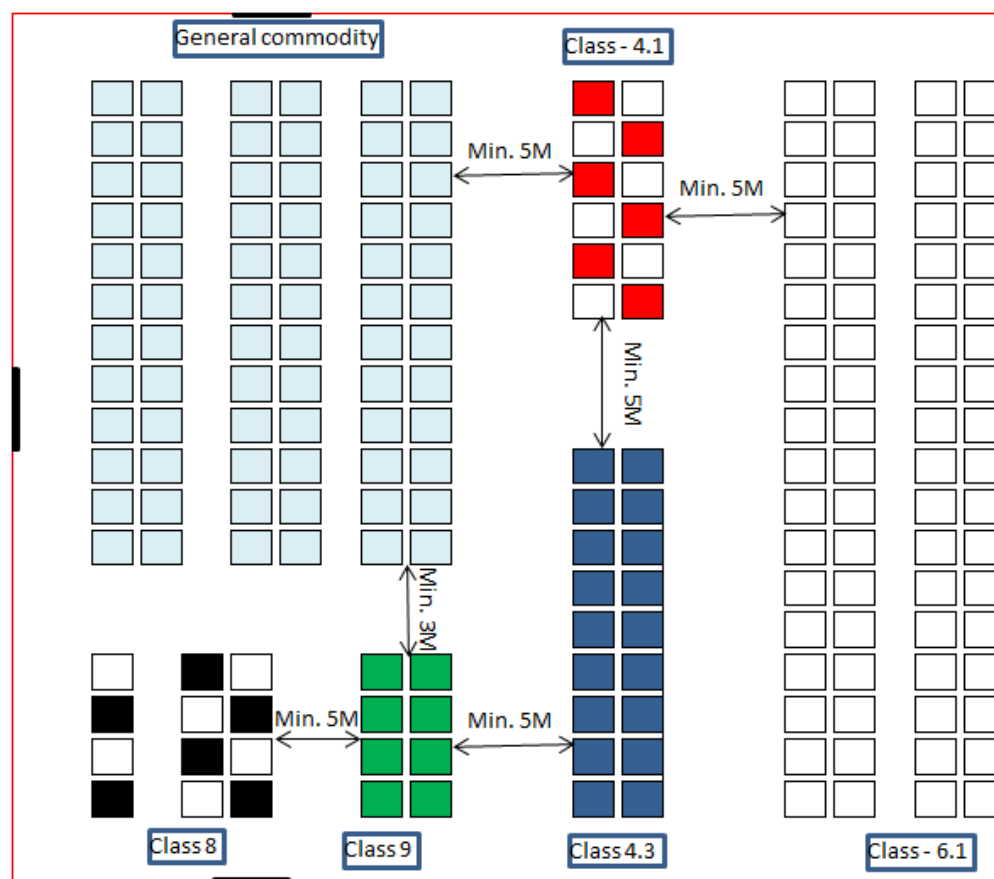 General commodity
Class - 4.1
Min. 5M
Min. 5M
Min. 5M
Min. 3M
Min. 5M
Min. 5M
Class 8
Class 9
Class 4.3
Class - 6.1